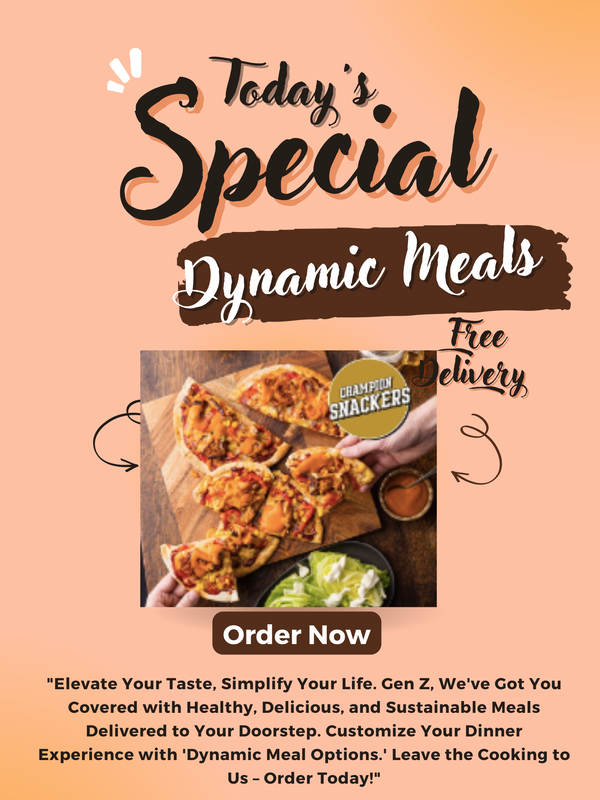 Today's
Special
Dynamic Meals
Free
Delivery
CHAMPION
SNACKERS
Order Now
"Elevate Your Taste, Simplify Your Life. Gen Z, We've Got You
Covered with Healthy, Delicious, and Sustainable Meals
Delivered to Your Doorstep. Customize Your Dinner
Experience with 'Dynamic Meal Options.' Leave the Cooking to
Us – Order Today!"